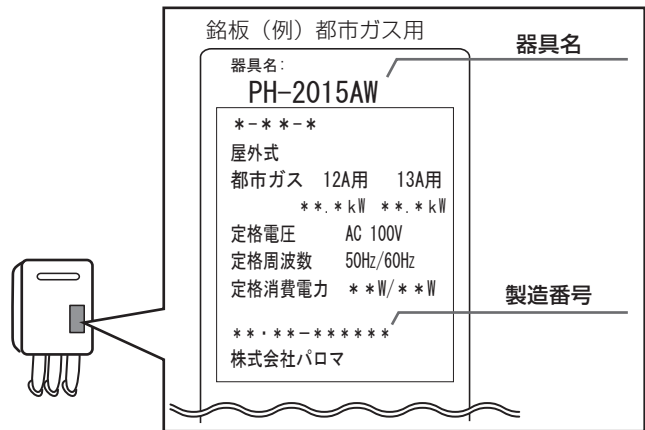 銘板（例）都市ガス用
器具名
器具名:
PH-2015AW
*-**-*
屋外式
都市ガス 12A用 13A用
**.*kW **.*kW
定格電圧 AC 100V
定格周波数 50Hz/60Hz
定格消費電力 **W/**W
製造番号
**・**-******
株式会社パロマ